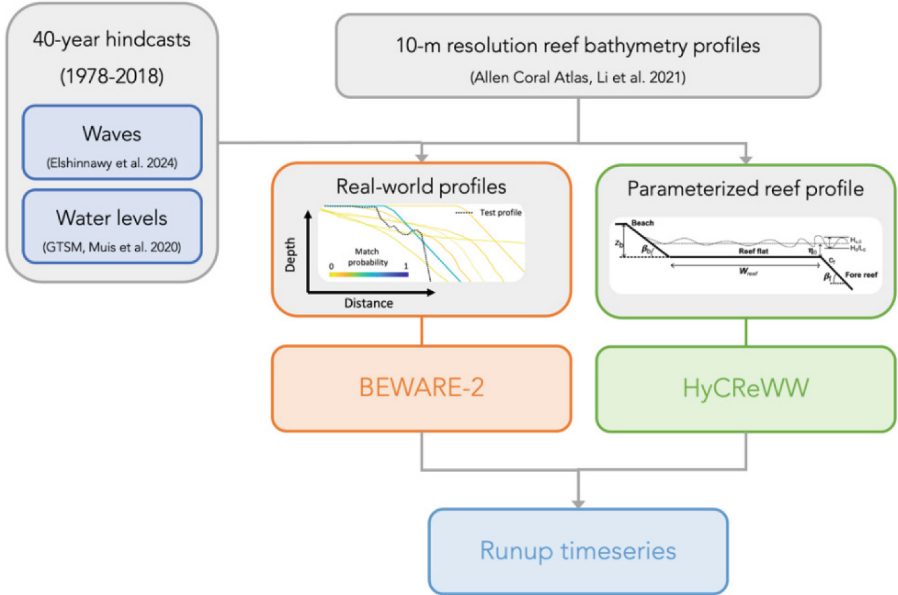 40-year hindcasts
(1978-2018)
Waves
(Elshinnawy et al. 2024)
Water levels
(GTSM, Muis et al. 2020)
10-m resolution reef bathymetry profiles
(Allen Coral Atlas, Li et al. 2021)
Real-world profiles
Test profile
Depth
Match
probability
0 1
Distance
Parameterized reef profile
Beach
Reef flat
Fore reef
BEWARE-2
HyCReWW
Runup timeseries